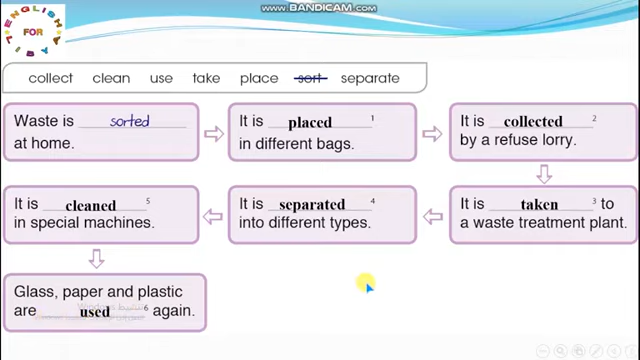 WWW.BANDICAM.COM
ENGLISH
FOR
collect clean use take place sort separate
Waste is sorted
at home.
It is placed 1
in different bags.
It is collected 2
by a refuse lorry.
It is taken 3 to
a waste treatment plant.
It is separated 4
into different types.
It is cleaned 5
in special machines.
Glass, paper and plastic
are used 6 again.